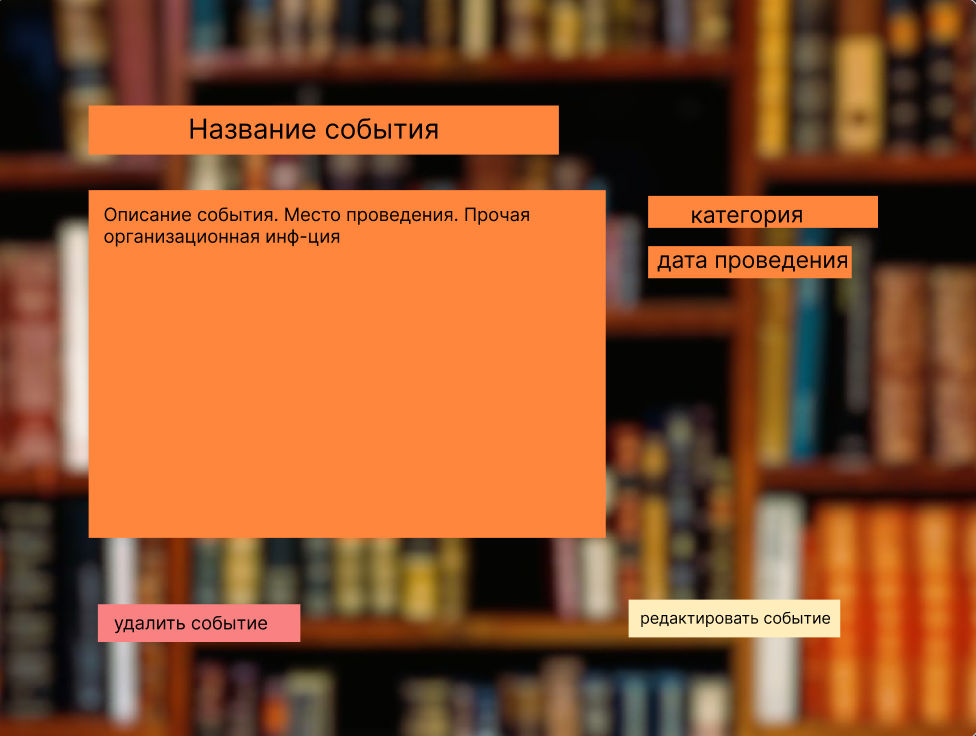 Название события
Описание события. Место проведения. Прочая
организационная инф-ция
категория
дата проведения
удалить событие
редактировать событие